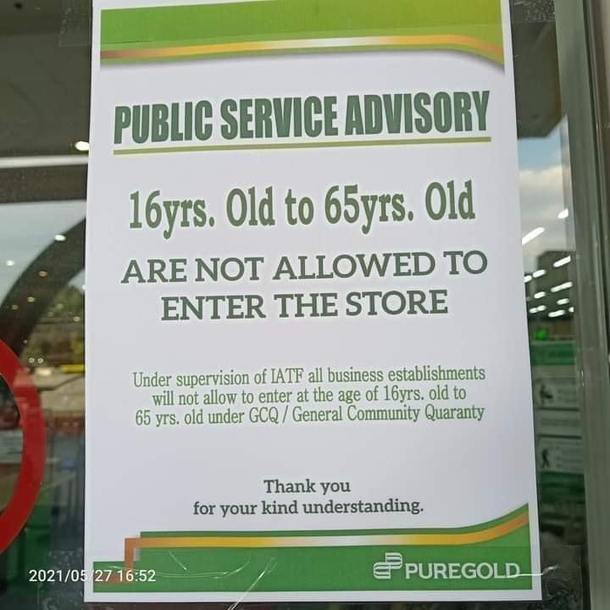 PUBLIC SERVICE ADVISORY
16yrs. Old to 65yrs. Old
ARE NOT ALLOWED TO
ENTER THE STORE
Under supervision of IATF all business establishments
will not allow to enter at the age of 16yrs. old to
65 yrs. old under GCQ / General Community Quaranty
Thank you
for your kind understanding.
PUREGOLD
2021/05/27 16:52